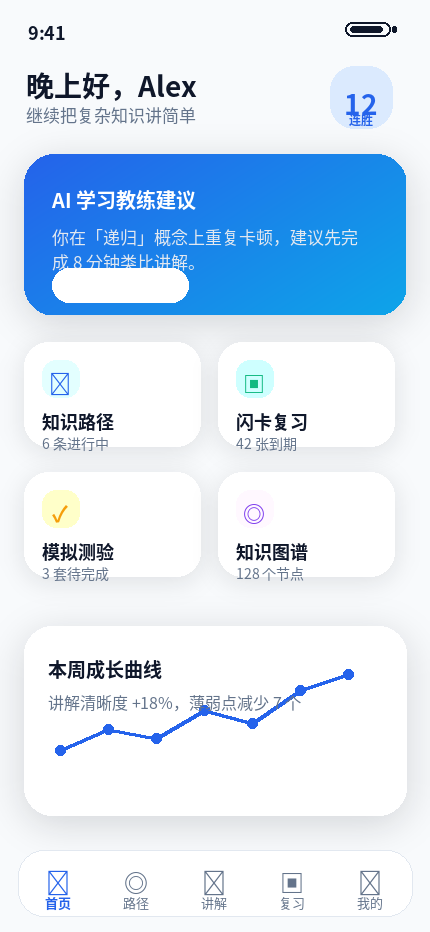 9:41
晚上好，Alex
继续把复杂知识讲简单
12
连胜
AI 学习教练建议
你在「递归」概念上重复卡顿，建议先完
成 8 分钟类比讲解。
知识路径
6 条进行中
闪卡复习
42 张到期
模拟测验
3 套待完成
知识图谱
128 个节点
本周成长曲线
讲解清晰度 +18%，薄弱点减少 7 个
首页
路径
讲解
复习
我的